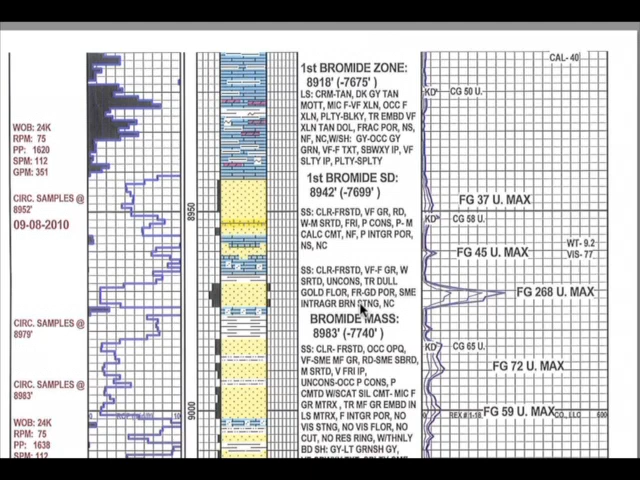 CAL- 40
1st BROMIDE ZONE:
8918' (-7675')
LS: CRM-TAN, DK GY TAN
MOTT, MIC F-VF XLN, OCC F
XLN, PLTY-BLKY, TR EMBD VF
XLN TAN DOL, FRAC POR, NS,
NF, NC,W/SH: GY-OCC GY
GRN, VF-F TXT, SBWXY IP, VF
SLTY IP, PLTY-SPLTY
KD CG 50 U.
WOB: 24K
RPM: 75
PP: 1620
SPM: 112
GPM: 351
1st BROMIDE SD:
8942' (-7699')
CIRC. SAMPLES @
8952'
09-08-2010
8950
SS: CLR-FRSTD, VF GR, RD,
W-M SRTD, FRI, P CONS, P- M
CALC CMT, NF, P INTGR POR,
NS, NC
FG 37 U. MAX
KD CG 58 U.
FG 45 U. MAX
WT- 9.2
VIS- 77
SS: CLR-FRSTD, VF-F GR, W
SRTD, UNCONS, TR DULL
GOLD FLOR, FR-GD POR, SME
INTRAGR BRN STNG, NC
FG 268 U. MAX
BROMIDE MASS:
8983' (-7740')
CIRC. SAMPLES @
8979'
SS: CLR- FRSTD, OCC OPQ,
VF-SME MF GR, RD-SME SBRD,
M SRTD, V FRI IP,
UNCONS-OCC P CONS, P
CMTD W/SCAT SIL CMT- MIC F
GR MTRX , TR MF GR EMBD IN
LS MTRX, F INTGR POR, NO
VIS STNG, NO VIS FLOR, NO
CUT, NO RES RING, W/THNLY
BD SH: GY-LT GRNSH GY,
KD CG 65 U.
FG 72 U. MAX
CIRC. SAMPLES @
8983'
9000
REX # 1-18
FG 59 U. MAX
CO., LLC
600
WOB: 24K
RPM: 75
PP: 1638
SPM: 112